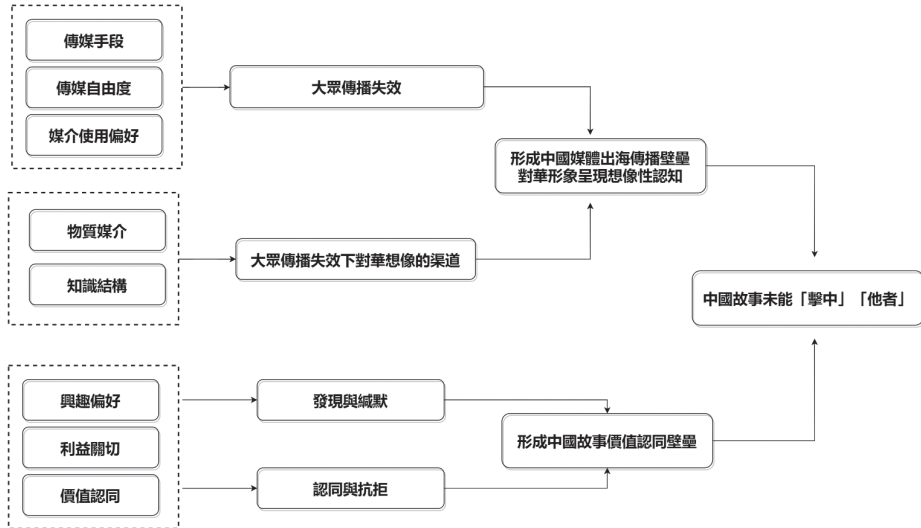 傳媒手段
傳媒自由度
媒介使用偏好
大眾傳播失效
形成中國媒體出海傳播壁壘
對華形象呈現想像性認知
物質媒介
知識結構
大眾傳播失效下對華想像的渠道
中國故事未能「擊中」「他者」
興趣偏好
利益關切
價值認同
發現與緘默
認同與抗拒
形成中國故事價值認同壁壘